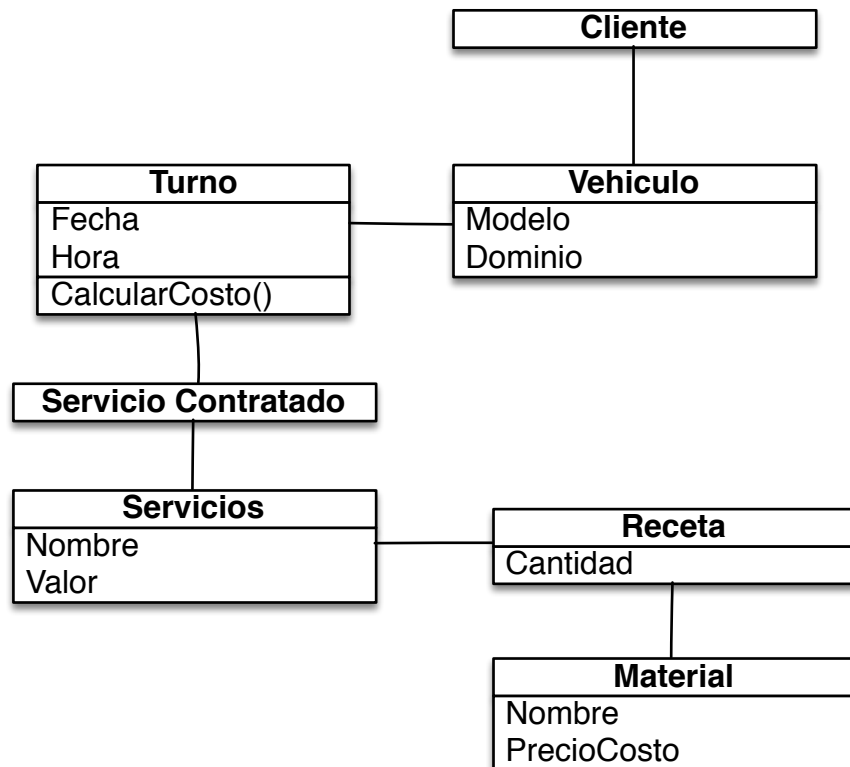 Cliente
Turno
Fecha
Hora
CalcularCosto()
Vehiculo
Modelo
Dominio
Servicio Contratado
Servicios
Nombre
Valor
Receta
Cantidad
Material
Nombre
PrecioCosto